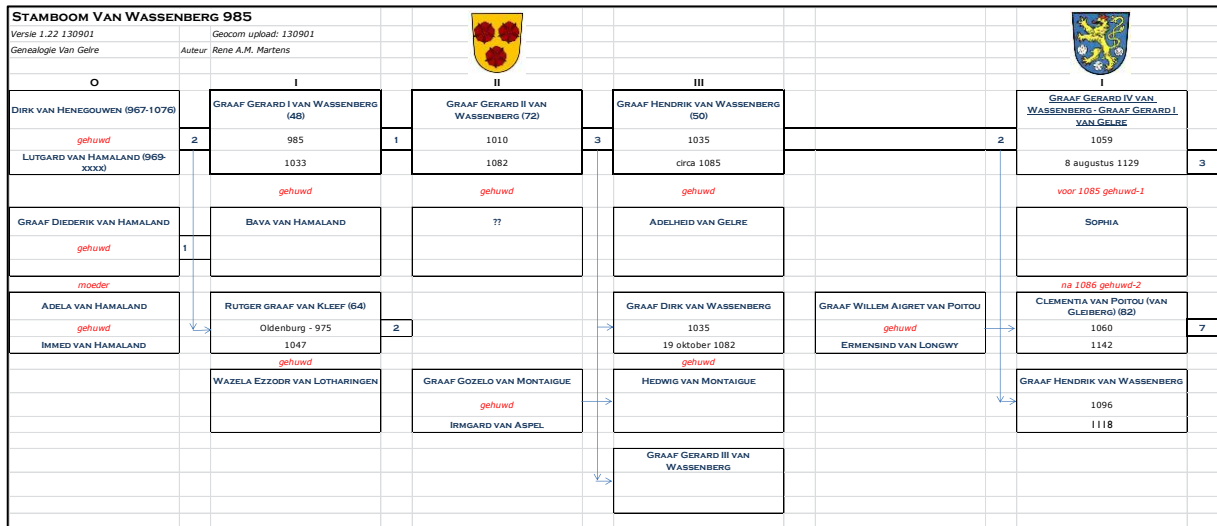 Stamboom Van Wassenberg 985
Versie 1.22 130901 Geocom upload: 130901
Genealogie Van Gelre Auteur Rene A.M. Martens
O I II III I
Dirk van Henegouwen (967-1076)
gehuwd
Lutgard van Hamaland (969-
xxxx)
2
Graaf Gerard I van Wassenberg
(48)
985
1033
1
Graaf Gerard II van
Wassenberg (72)
1010
1082
3
Graaf Hendrik van Wassenberg
(50)
1035
circa 1085
2
Graaf Gerard IV van
Wassenberg - Graaf Gerard I
van Gelre
1059
8 augustus 1129
3
gehuwd
gehuwd
gehuwd
voor 1085 gehuwd-1
Graaf Diederik van Hamaland
gehuwd
1
Bava van Hamaland
??
Adelheid van Gelre
Sophia
moeder
na 1086 gehuwd-2
Adela van Hamaland
gehuwd
Immed van Hamaland
Rutger graaf van Kleef (64)
Oldenburg - 975
1047
2
Graaf Dirk van Wassenberg
1035
19 oktober 1082
Graaf Willem Aigret van Poitou
gehuwd
Ermensind van Longwy
Clementia van Poitou (van
Gleiberg) (82)
1060
1142
7
gehuwd
gehuwd
Wazela Ezzodr van Lotharingen
Graaf Gozelo van Montaigue
gehuwd
Irmgard van Aspel
Hedwig van Montaigue
Graaf Hendrik van Wassenberg
1096
1118
Graaf Gerard III van
Wassenberg